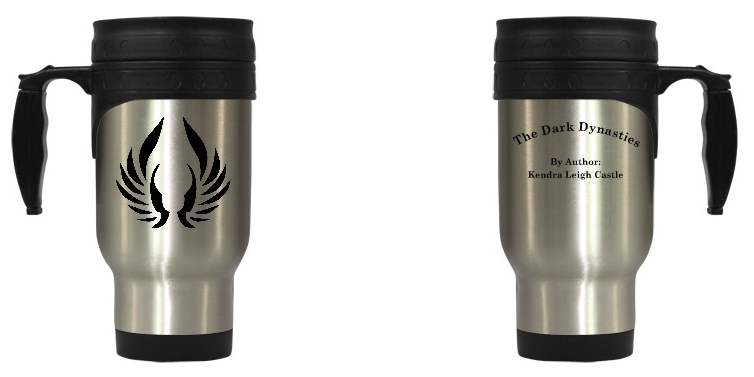 The Dark Dynasties
By Author:
Kendra Leigh Castle